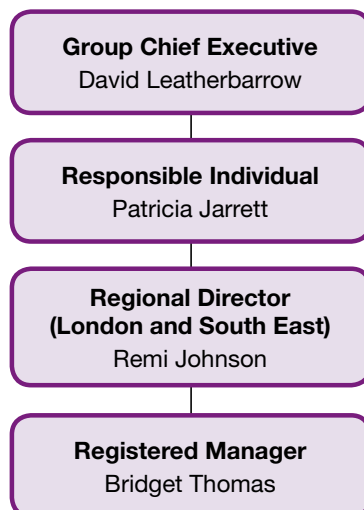 Group Chief Executive
David Leatherbarrow
Responsible Individual
Patricia Jarrett
Regional Director
(London and South East)
Remi Johnson
Registered Manager
Bridget Thomas